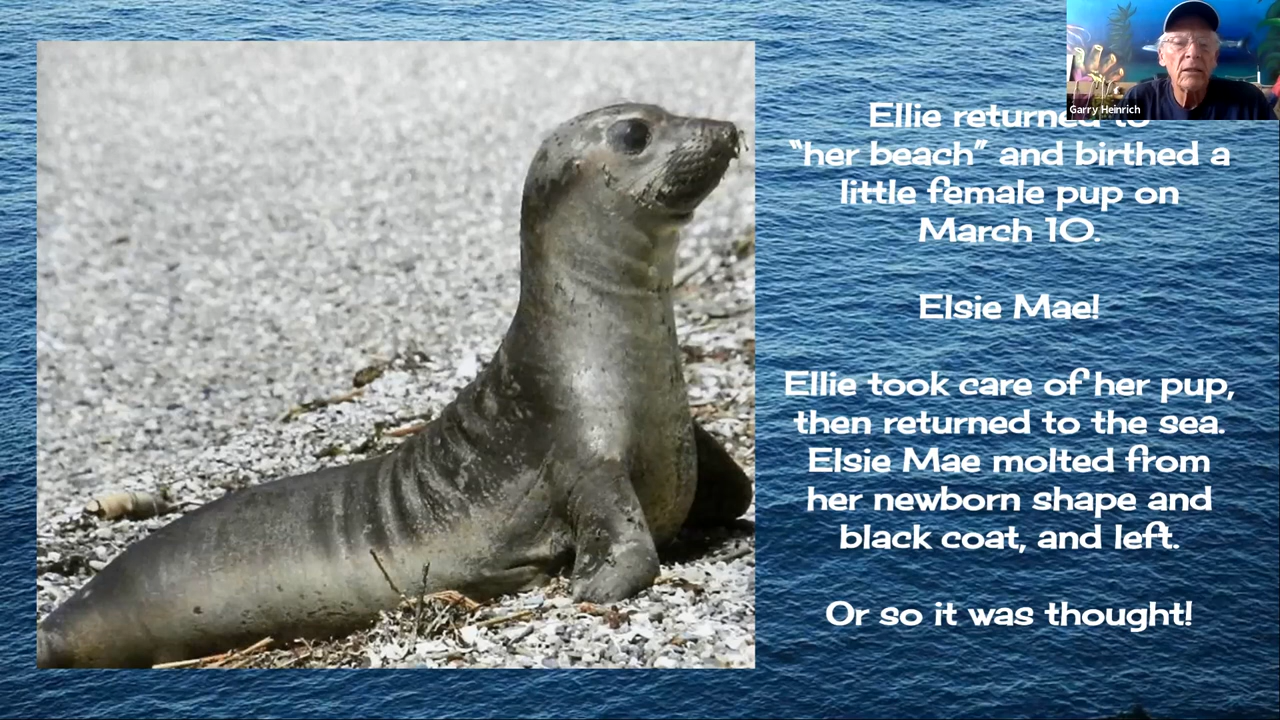 Garry Heinrich
Ellie returned to
“her beach” and birthed a
little female pup on
March 10.
Elsie Mae!
Ellie took care of her pup,
then returned to the sea.
Elsie Mae molted from
her newborn shape and
black coat, and left.
Or so it was thought!